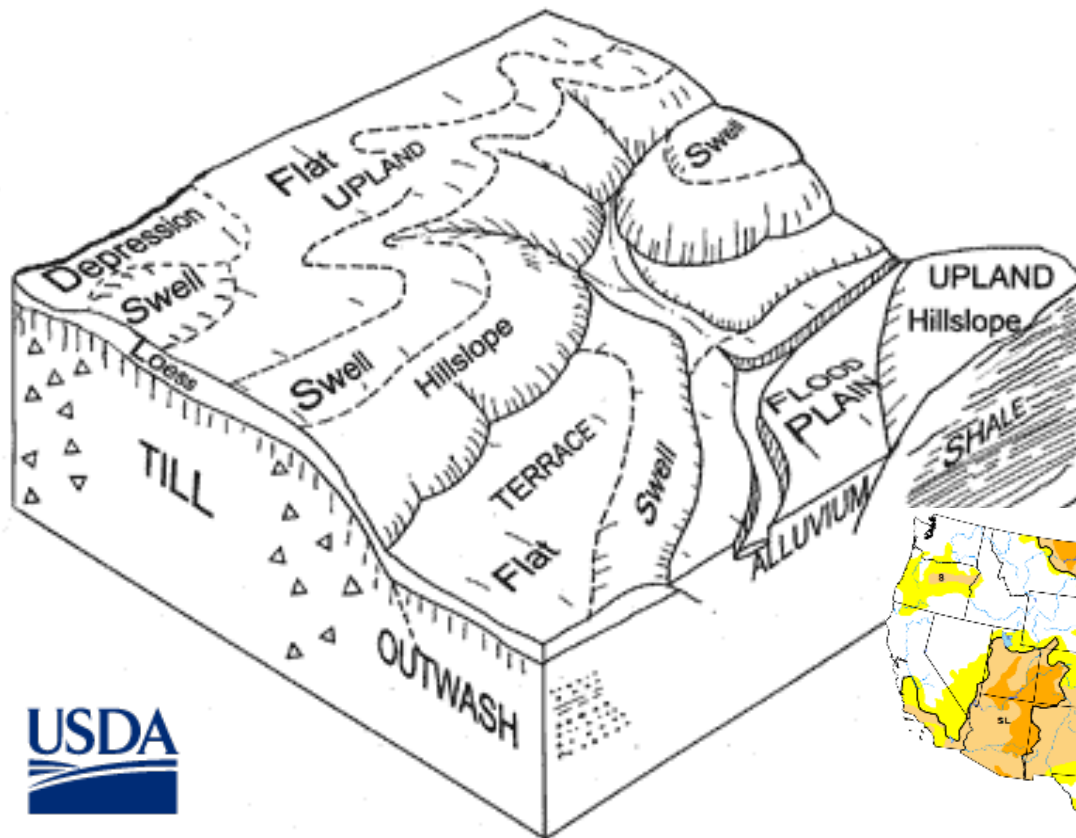 Swell
Flat
UPLAND
Depression
Swell
UPLAND
Hillslope
Loess
Swell
Hillslope
FLOOD
PLAIN
SHALE
TILL
TERRACE
Swell
ALLUVIUM
Flat
OUTWASH
S
SL
USDA